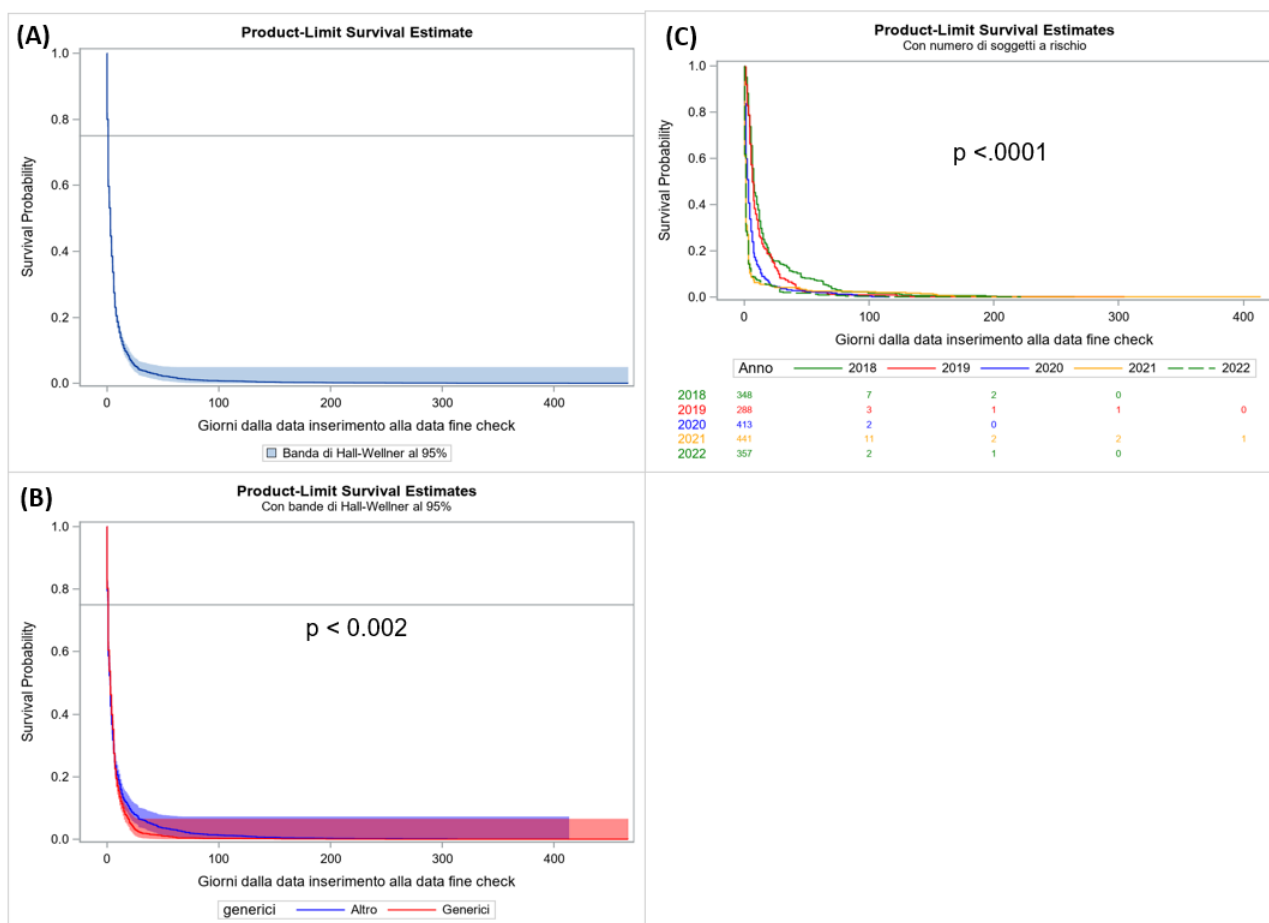 (A)
Product-Limit Survival Estimate
1.0
0.8
0.6
0.4
0.2
0.0
Survival Probability
0 100 200 300 400
Giorni dalla data inserimento alla data fine check
Banda di Hall-Wellner al 95%
(B)
Product-Limit Survival Estimates
Con bande di Hall-Wellner al 95%
1.0
0.8
0.6
0.4
0.2
0.0
Survival Probability
p < 0.002
0 100 200 300 400
Giorni dalla data inserimento alla data fine check
generici Altro Generici
(C)
Product-Limit Survival Estimates
Con numero di soggetti a rischio
1.0
0.8
0.6
0.4
0.2
0.0
Survival Probability
p <.0001
0 100 200 300 400
Giorni dalla data inserimento alla data fine check
Anno 2018 2019 2020 2021 2022
2018 348 7 2 0
2019 288 3 1 1 0
2020 413 2 0
2021 441 11 2 2 1
2022 357 2 1 0